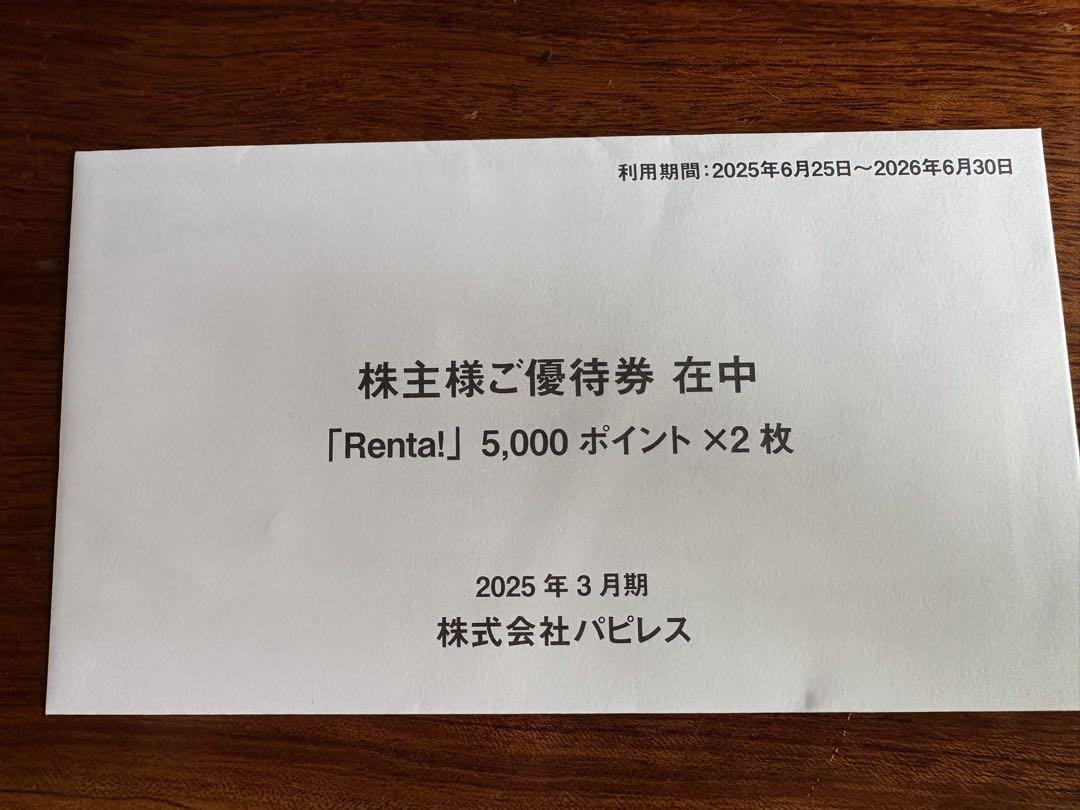 利用期間:2025年6月25日～2026年6月30日
株主様ご優待券 在中
「Renta!」 5,000 ポイント ×2 枚
2025 年 3 月期
株式会社パピレス